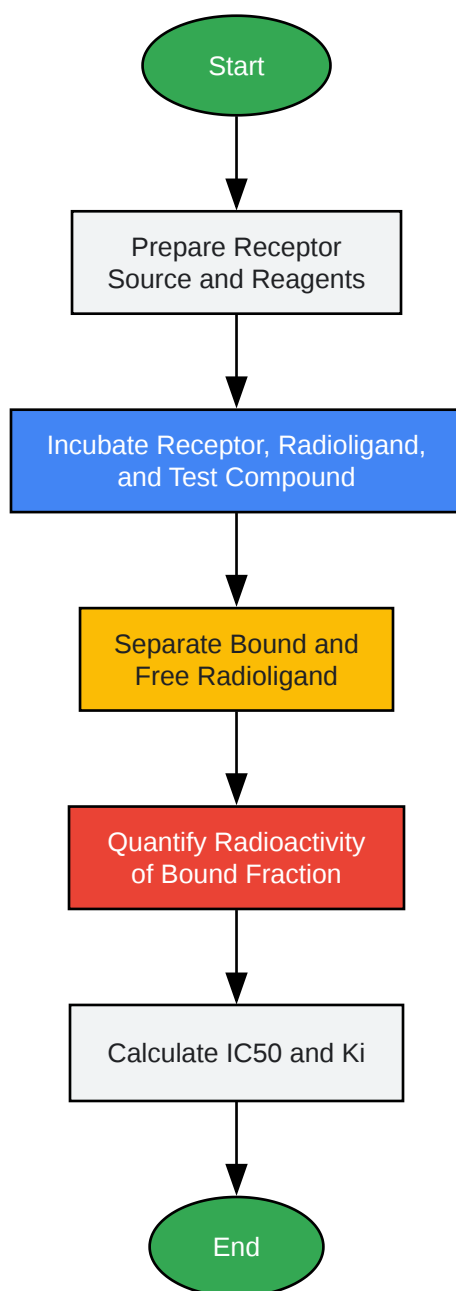 Start
Prepare Receptor
Source and Reagents
Incubate Receptor, Radioligand,
and Test Compound
Separate Bound and
Free Radioligand
Quantify Radioactivity
of Bound Fraction
Calculate IC50 and Ki
End